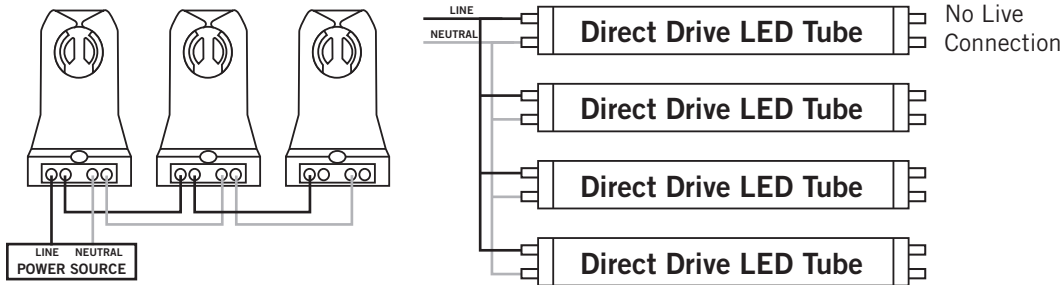 LINE NEUTRAL
POWER SOURCE
LINE
NEUTRAL
Direct Drive LED Tube
No Live
Connection
Direct Drive LED Tube
Direct Drive LED Tube
Direct Drive LED Tube